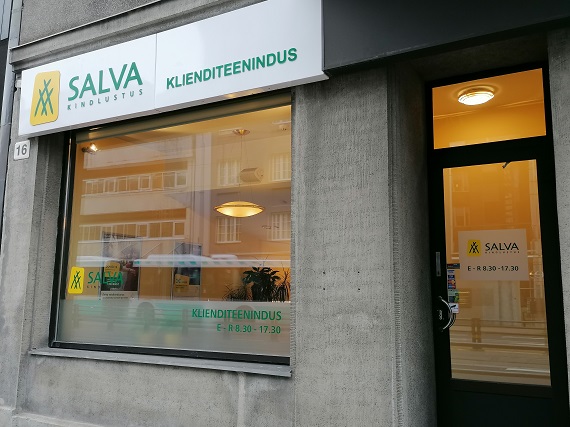 SALVA
KINDLUSTUS
KLIENDITEENINDUS
16
SALVA
KLIENDITEENINDUS
E - R 8.30 - 17.30
SALVA
KINDLUSTUS
E - R 8.30 - 17.30